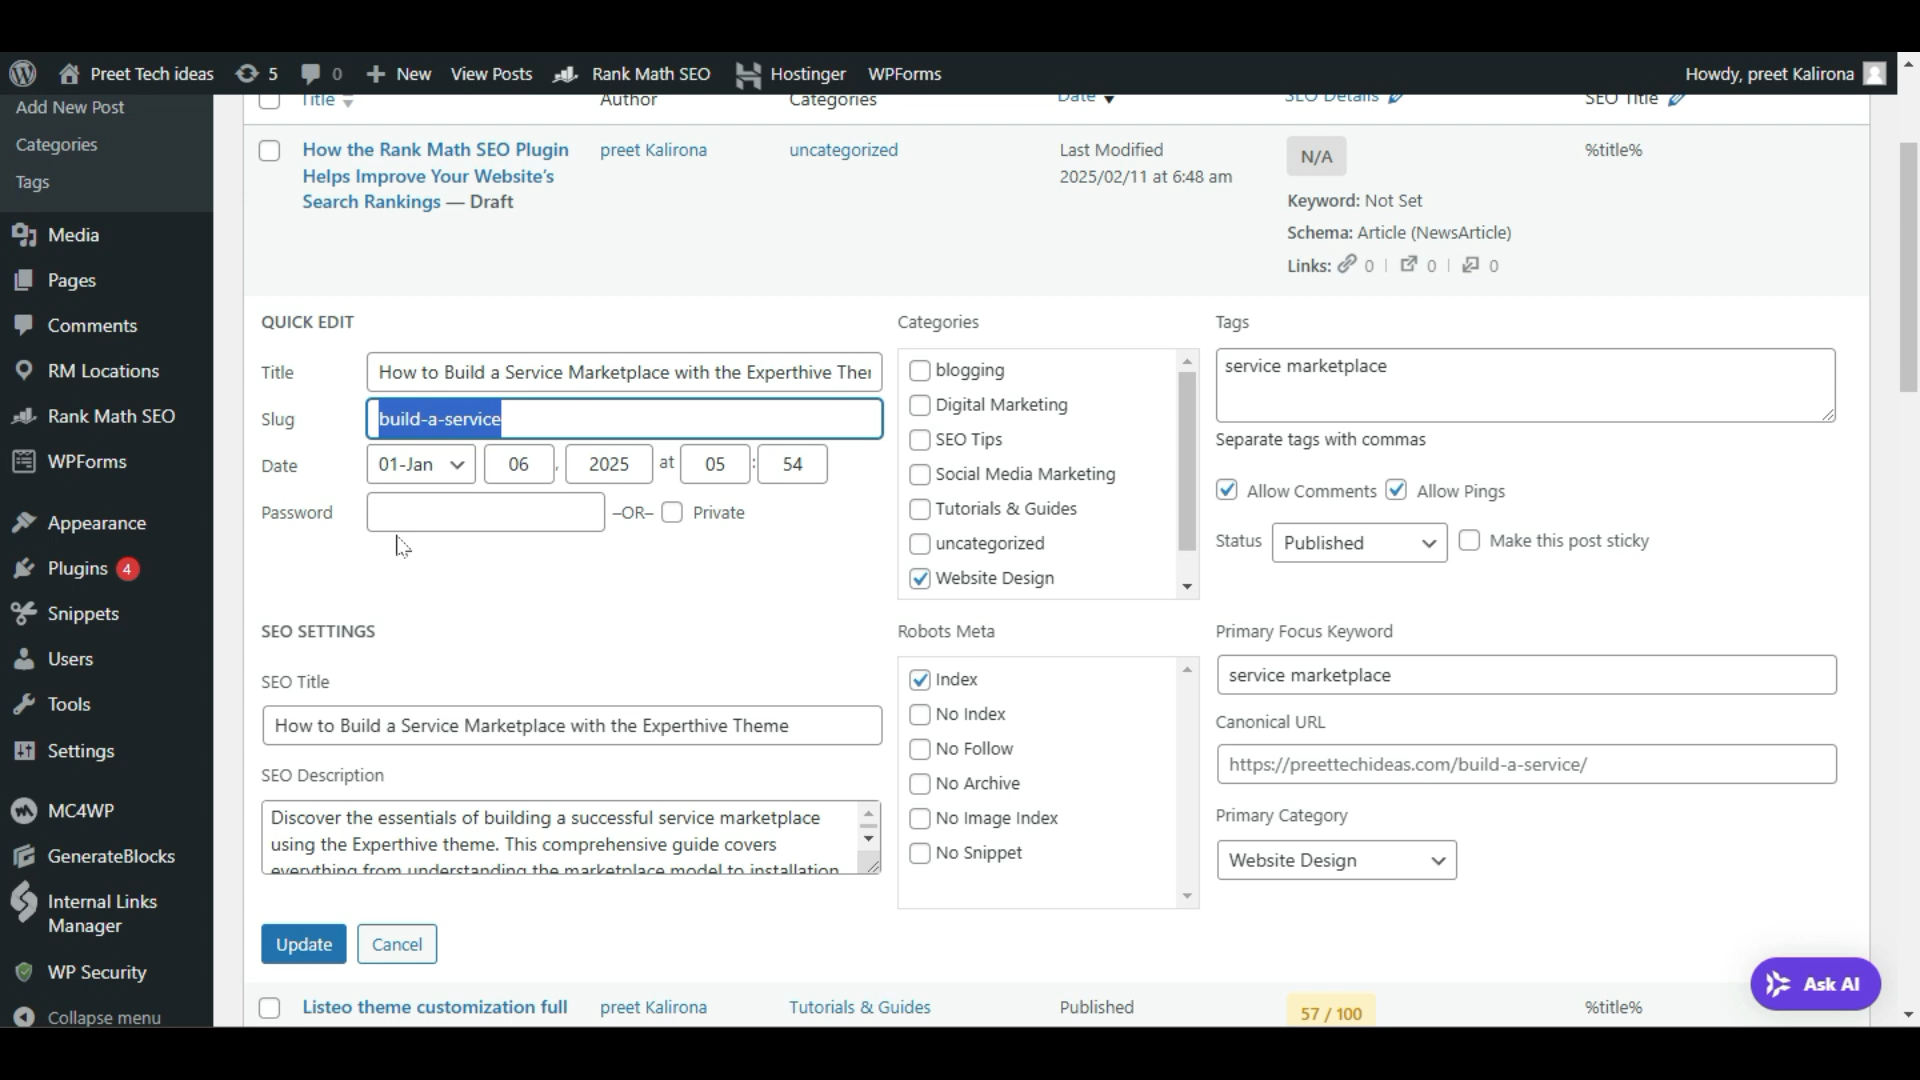 Preet Tech ideas 5 0 New View Posts Rank Math SEO Hostinger WPForms Howdy, preet Kalirona
Add New Post
Categories
Tags
Media
Pages
Comments
RM Locations
Rank Math SEO
WPForms
Appearance
Plugins 4
Snippets
Users
Tools
Settings
MC4WP
GenerateBlocks
Internal Links
Manager
WP Security
Collapse menu
Title Author Categories Date SEO Details SEO Title
How the Rank Math SEO Plugin
Helps Improve Your Website's
Search Rankings — Draft
preet Kalirona
uncategorized
Last Modified
2025/02/11 at 6:48 am
N/A
Keyword: Not Set
Schema: Article (NewsArticle)
Links: 0 | 0 | 0
%title%
QUICK EDIT
Title How to Build a Service Marketplace with the Experthive
Slug build-a-service
Date 01-Jan 06 , 2025 at 05 : 54
Password –OR– Private
Categories
blogging
Digital Marketing
SEO Tips
Social Media Marketing
Tutorials & Guides
uncategorized
Website Design
Tags
service marketplace
Separate tags with commas
Allow Comments Allow Pings
Status Published Make this post sticky
SEO SETTINGS
SEO Title
How to Build a Service Marketplace with the Experthive Theme
SEO Description
Discover the essentials of building a successful service marketplace
using the Experthive theme. This comprehensive guide covers
everything from understanding the marketplace model to installation
Robots Meta
Index
No Index
No Follow
No Archive
No Image Index
No Snippet
Primary Focus Keyword
service marketplace
Canonical URL
https://preettechideas.com/build-a-service/
Primary Category
Website Design
Update Cancel
Ask AI
Listeo theme customization full preet Kalirona Tutorials & Guides Published 57 / 100 %title%